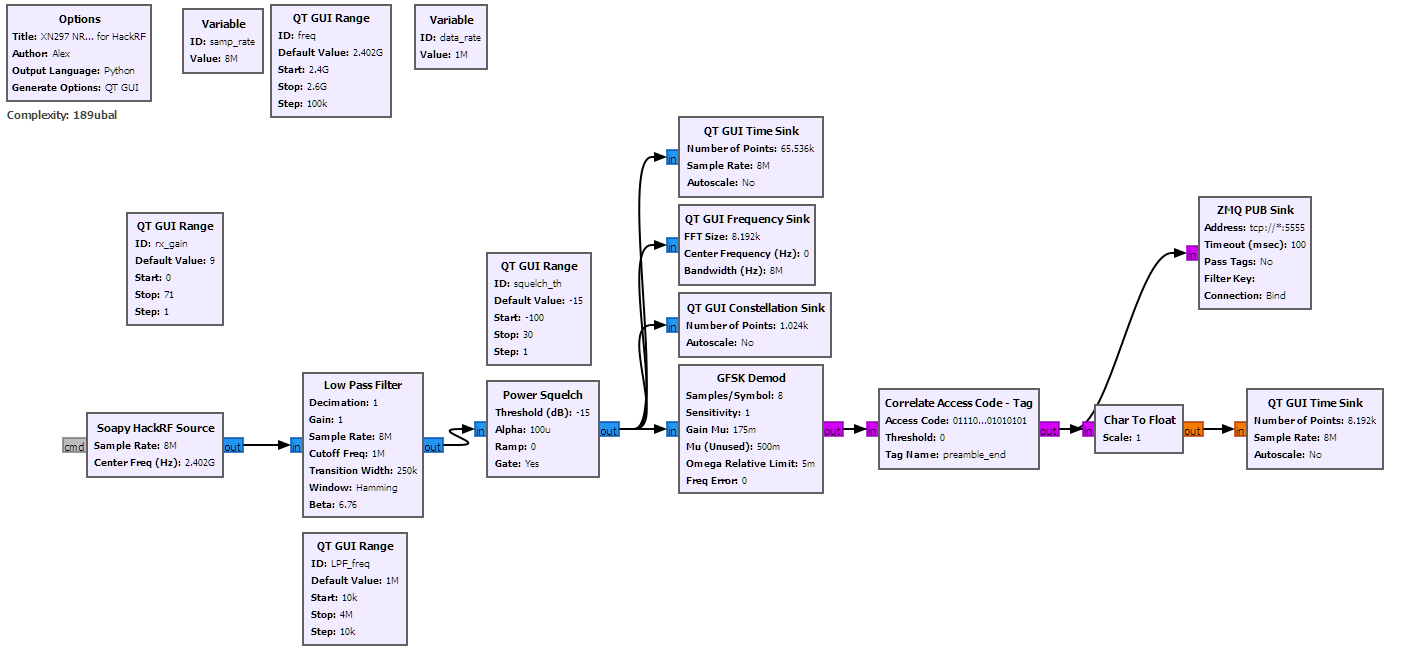 Options
Title: XN297 NR... for HackRF
Author: Alex
Output Language: Python
Generate Options: QT GUI
Complexity: 189ubal
Variable
ID: samp_rate
Value: 8M
QT GUI Range
ID: freq
Default Value: 2.402G
Start: 2.4G
Stop: 2.6G
Step: 100k
Variable
ID: data_rate
Value: 1M
QT GUI Range
ID: rx_gain
Default Value: 9
Start: 0
Stop: 71
Step: 1
Soapy HackRF Source
Sample Rate: 8M
Center Freq (Hz): 2.402G
cmd
out
in
Low Pass Filter
Decimation: 1
Gain: 1
Sample Rate: 8M
Cutoff Freq: 1M
Transition Width: 250k
Window: Hamming
Beta: 6.76
out
QT GUI Range
ID: LPF_freq
Default Value: 1M
Start: 10k
Stop: 4M
Step: 10k
QT GUI Range
ID: squelch_th
Default Value: -15
Start: -100
Stop: 30
Step: 1
in
Power Squelch
Threshold (dB): -15
Alpha: 100u
Ramp: 0
Gate: Yes
out
in
QT GUI Time Sink
Number of Points: 65.536k
Sample Rate: 8M
Autoscale: No
in
QT GUI Frequency Sink
FFT Size: 8.192k
Center Frequency (Hz): 0
Bandwidth (Hz): 8M
in
QT GUI Constellation Sink
Number of Points: 1.024k
Autoscale: No
in
GFSK Demod
Samples/Symbol: 8
Sensitivity: 1
Gain Mu: 175m
Mu (Unused): 500m
Omega Relative Limit: 5m
Freq Error: 0
out
in
Correlate Access Code - Tag
Access Code: 01110...01010101
Threshold: 0
Tag Name: preamble_end
out
in
Char To Float
Scale: 1
out
in
ZMQ PUB Sink
Address: tcp://*:5555
Timeout (msec): 100
Pass Tags: No
Filter Key:
Connection: Bind
in
QT GUI Time Sink
Number of Points: 8.192k
Sample Rate: 8M
Autoscale: No